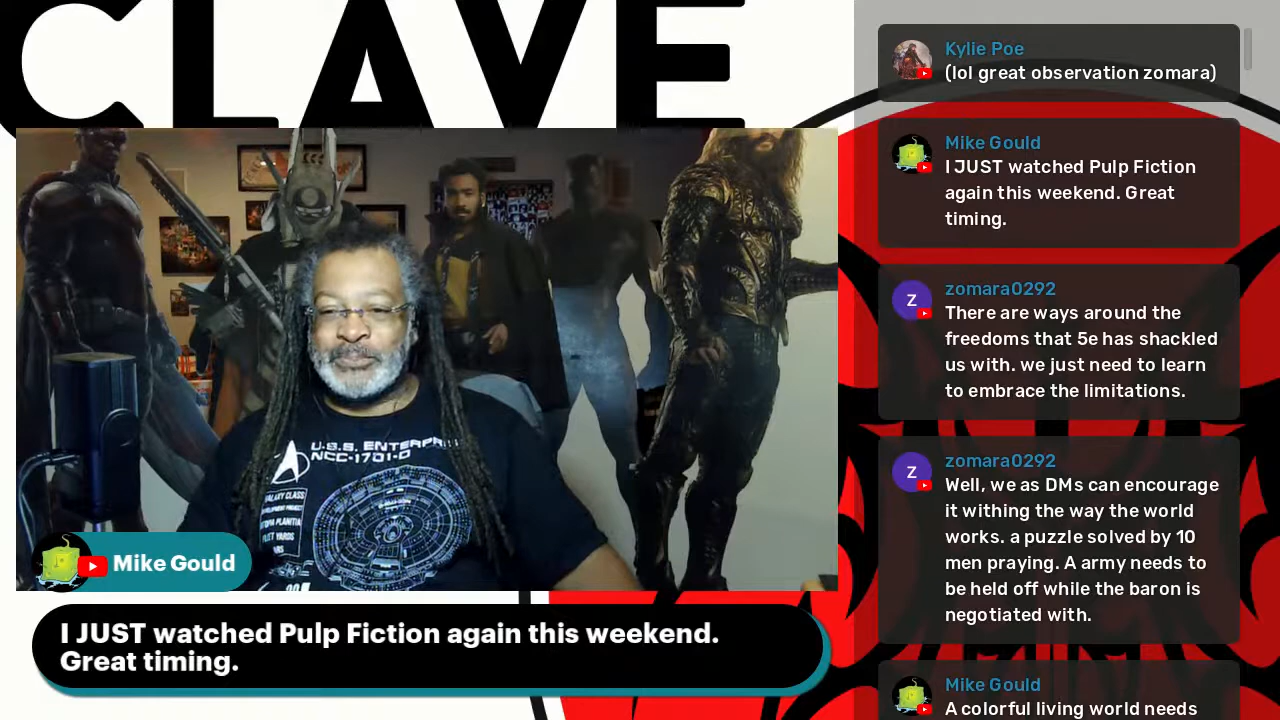 CLAVE
U.S.S. ENTERPRI
NCC-1701-D
GALAXY CLASS
Mike Gould
I JUST watched Pulp Fiction again this weekend.
Great timing.
Kylie Poe
(lol great observation zomara)
Mike Gould
I JUST watched Pulp Fiction
again this weekend. Great
timing.
Z
zomara0292
There are ways around the
freedoms that 5e has shackled
us with. we just need to learn
to embrace the limitations.
Z
zomara0292
Well, we as DMs can encourage
it withing the way the world
works. a puzzle solved by 10
men praying. A army needs to
be held off while the baron is
negotiated with.
Mike Gould
A colorful living world needs